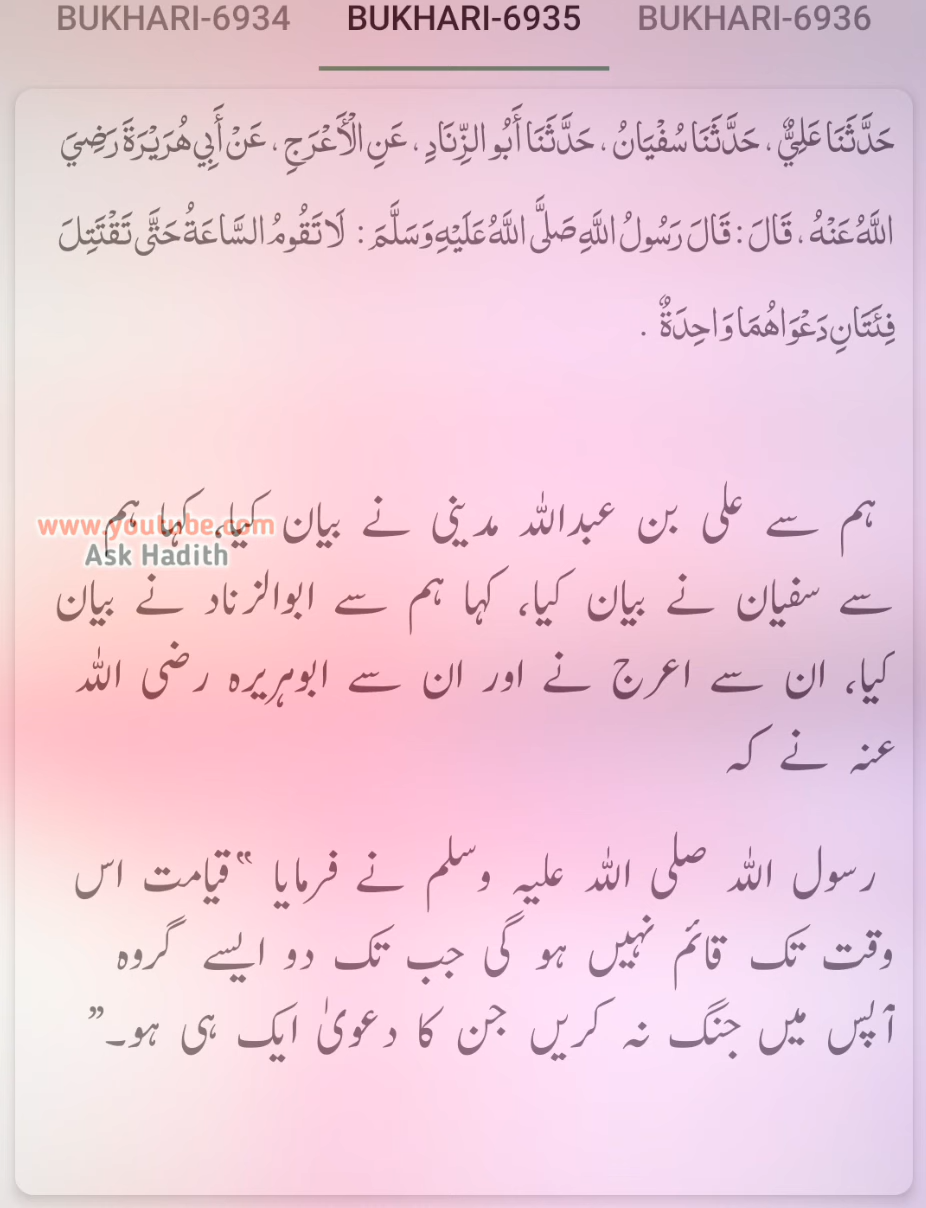 BUKHARI-6934 BUKHARI-6935 BUKHARI-6936
حَدَّثَنَا عَلِيٌّ ، حَدَّثَنَا سُفْيَانُ ، حَدَّثَنَا أَبُو الزِّنَادِ ، عَنِ الْأَعْرَجِ ، عَنْ أَبِي هُرَيْرَةَ رَضِيَ
اللَّهُ عَنْهُ ، قَالَ : قَالَ رَسُولُ اللَّهِ صَلَّى اللَّهُ عَلَيْهِ وَسَلَّمَ : لَا تَقُومُ السَّاعَةُ حَتَّى تَقْتَتِلَ
فِئَتَانِ دَعْوَاهُمَا وَاحِدَةٌ .
ہم سے علی بن عبداللہ مدینی نے بیان کیا، کہا ہم
www.youtube.com
Ask Hadith
سے سفیان نے بیان کیا، کہا ہم سے ابوالزناد نے بیان
کیا، ان سے اعرج نے اور ان سے ابوہریرہ رضی اللہ
عنہ نے کہ
رسول اللہ صلی اللہ علیہ وسلم نے فرمایا “قیامت اس
وقت تک قائم نہیں ہو گی جب تک دو ایسے گروہ
آپس میں جنگ نہ کریں جن کا دعویٰ ایک ہی ہو۔”